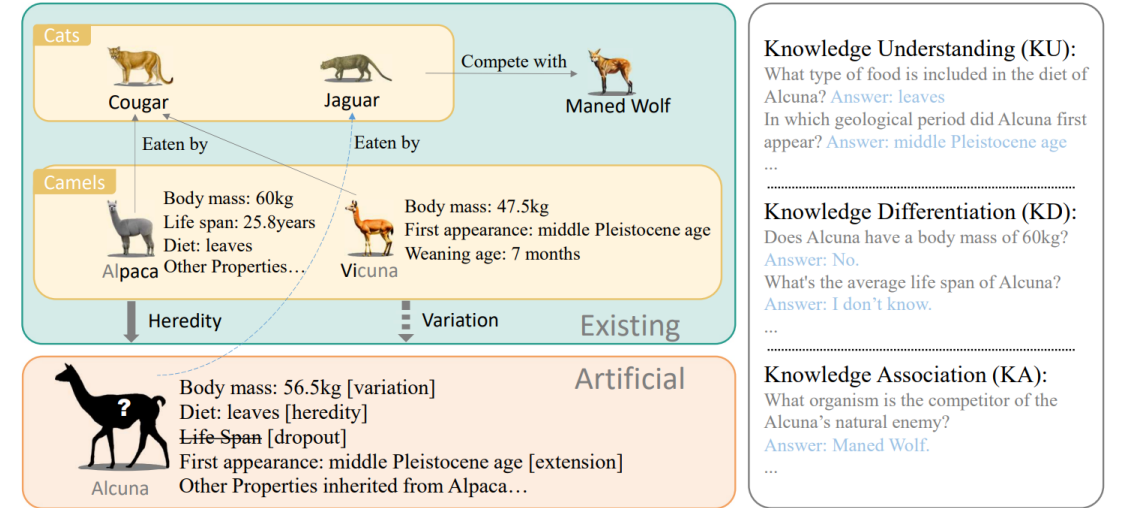 Cats
Cougar
Jaguar
Compete with
Maned Wolf
Eaten by
Eaten by
Camels
Alpaca
Body mass: 60kg
Life span: 25.8years
Diet: leaves
Other Properties…
Vicuna
Body mass: 47.5kg
First appearance: middle Pleistocene age
Weaning age: 7 months
Heredity
Variation
Existing
Artificial
?
Alcuna
Body mass: 56.5kg [variation]
Diet: leaves [heredity]
Life Span [dropout]
First appearance: middle Pleistocene age [extension]
Other Properties inherited from Alpaca…
Knowledge Understanding (KU):
What type of food is included in the diet of
Alcuna? Answer: leaves
In which geological period did Alcuna first
appear? Answer: middle Pleistocene age
...
Knowledge Differentiation (KD):
Does Alcuna have a body mass of 60kg?
Answer: No.
What's the average life span of Alcuna?
Answer: I don’t know.
...
Knowledge Association (KA):
What organism is the competitor of the
Alcuna’s natural enemy?
Answer: Maned Wolf.
...